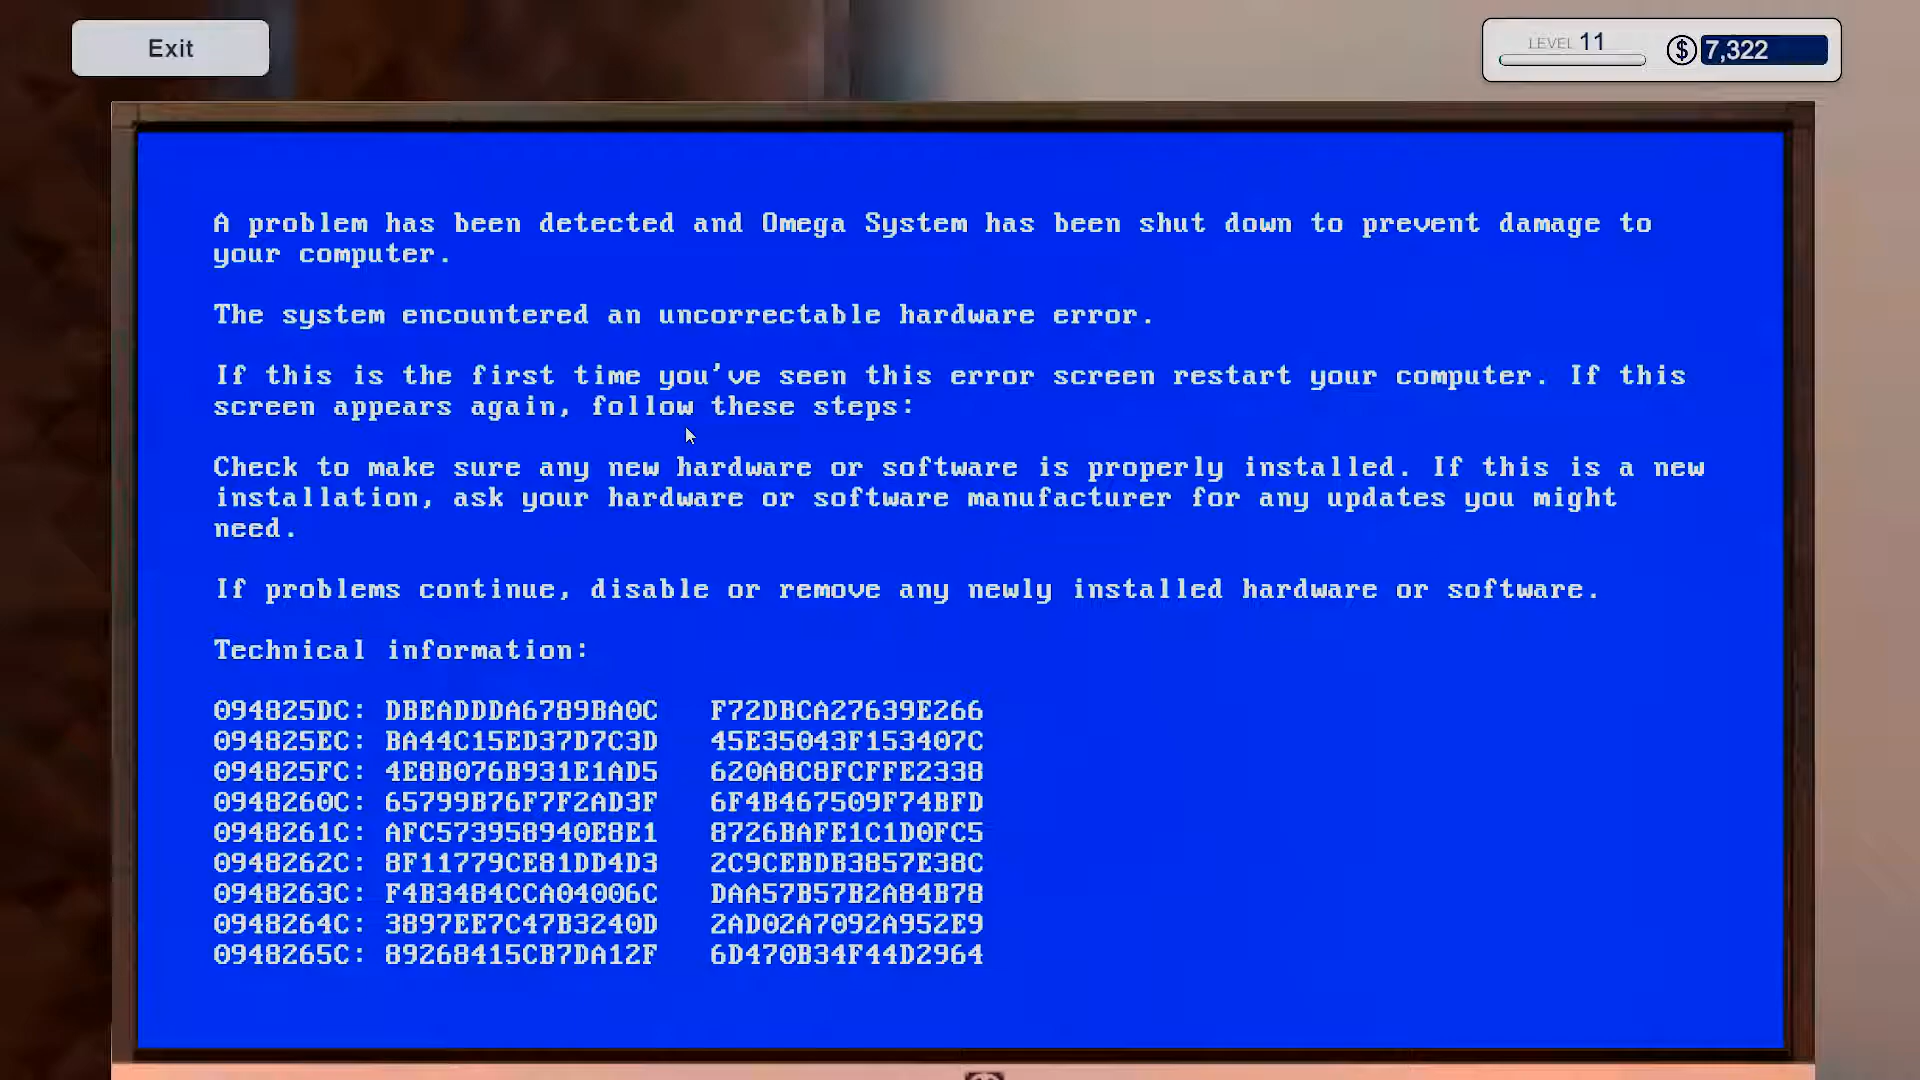 Exit
LEVEL 11
$ 7,322
A problem has been detected and Omega System has been shut down to prevent damage to
your computer.
The system encountered an uncorrectable hardware error.
If this is the first time you've seen this error screen restart your computer. If this
screen appears again, follow these steps:
Check to make sure any new hardware or software is properly installed. If this is a new
installation, ask your hardware or software manufacturer for any updates you might
need.
If problems continue, disable or remove any newly installed hardware or software.
Technical information:
094825DC: DBEADDDA6789BA0C F72DBCA27639E266
094825EC: BA44C15ED37D7C3D 45E35043F153407C
094825FC: 4E8B076B931E1AD5 620A8C8FCFFE2338
0948260C: 65799B76F7F2AD3F 6F4B467509F74BFD
0948261C: AFC573958940E8E1 8726BAFE1C1D0FC5
0948262C: 8F11779CE81DD4D3 2C9CEBDB3857E38C
0948263C: F4B3484CCA04006C DAA57B57B2A84B78
0948264C: 3897EE7C47B3240D 2AD02A7092A952E9
0948265C: 89268415CB7DA12F 6D470B34F44D2964